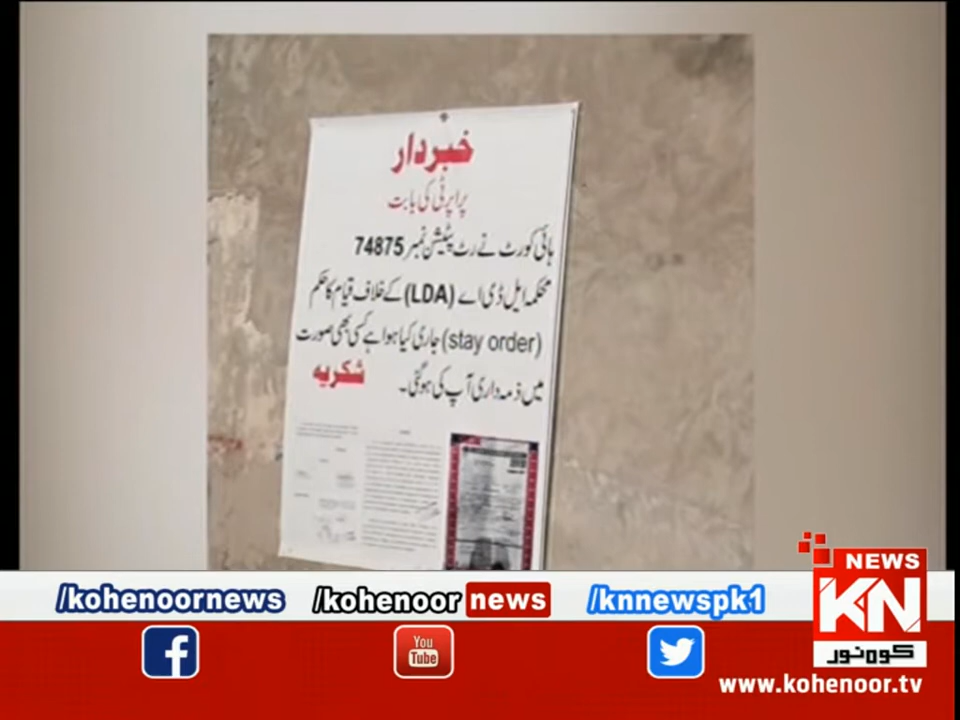 خبردار
پراپرٹی کی بابت
ہائی کورٹ نے رٹ پٹیشن نمبر 74875
محکمہ ایل ڈی اے (LDA) کے خلاف قیام کا حکم
(stay order) جاری کیا ہوا ہے کسی بھی صورت
میں ذمہ داری آپ کی ہوگئی۔ شکریہ
/kohenoornews /kohenoor news /knnewspk1
You Tube
NEWS
KN
کوہ نور
www.kohenoor.tv